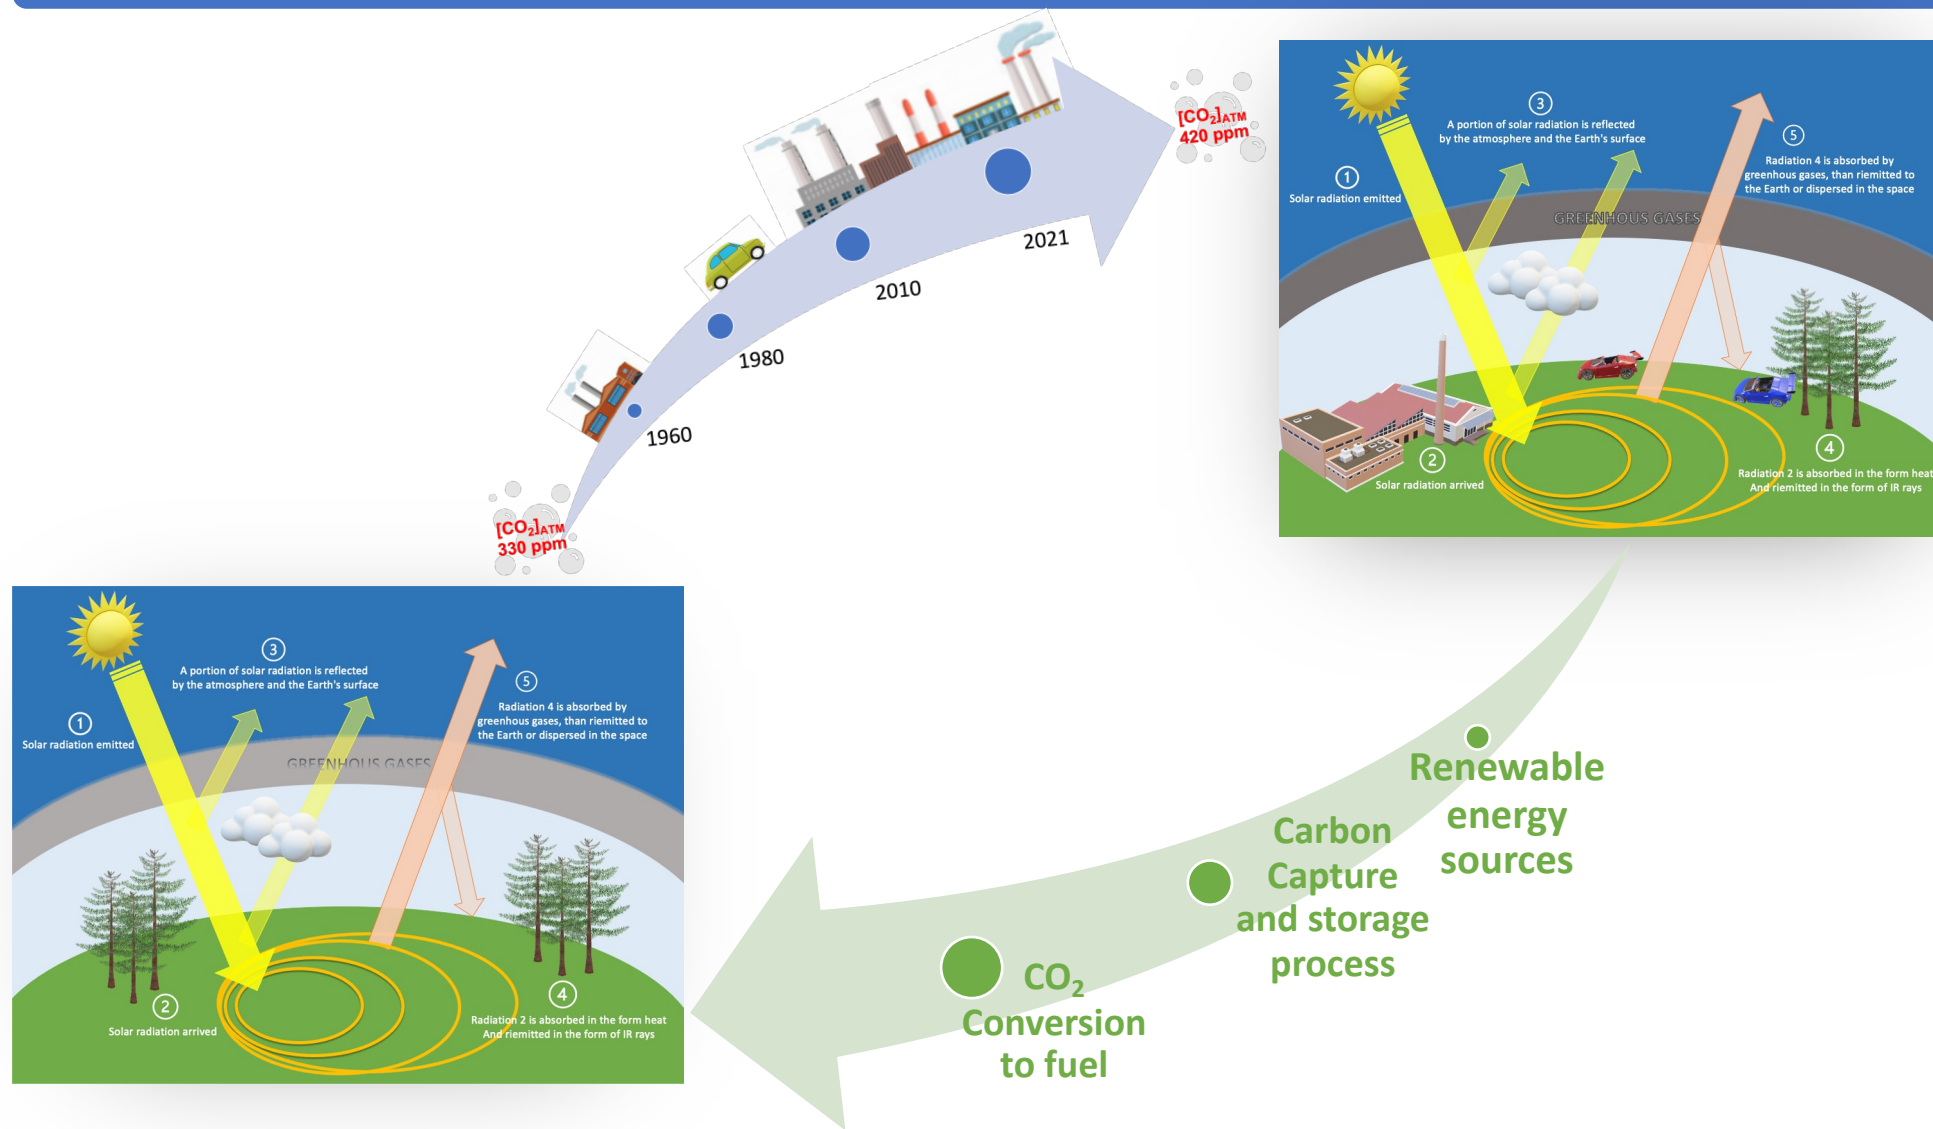 [CO₂]ATM
420 ppm
2021
2010
1980
1960
[CO₂]ATM
330 ppm
1
Solar radiation emitted
3
A portion of solar radiation is reflected
by the atmosphere and the Earth's surface
5
Radiation 4 is absorbed by
greenhous gases, than riemitted to
the Earth or dispersed in the space
GREENHOUS GASES
2
Solar radiation arrived
4
Radiation 2 is absorbed in the form heat
And riemitted in the form of IR rays
3
A portion of solar radiation is reflected
by the atmosphere and the Earth's surface
5
Radiation 4 is absorbed by
greenhous gases, than riemitted to
the Earth or dispersed in the space
1
Solar radiation emitted
GREENHOUS GASES
2
Solar radiation arrived
4
Radiation 2 is absorbed in the form heat
And riemitted in the form of IR rays
Renewable
energy
sources
Carbon
Capture
and storage
process
CO₂
Conversion
to fuel